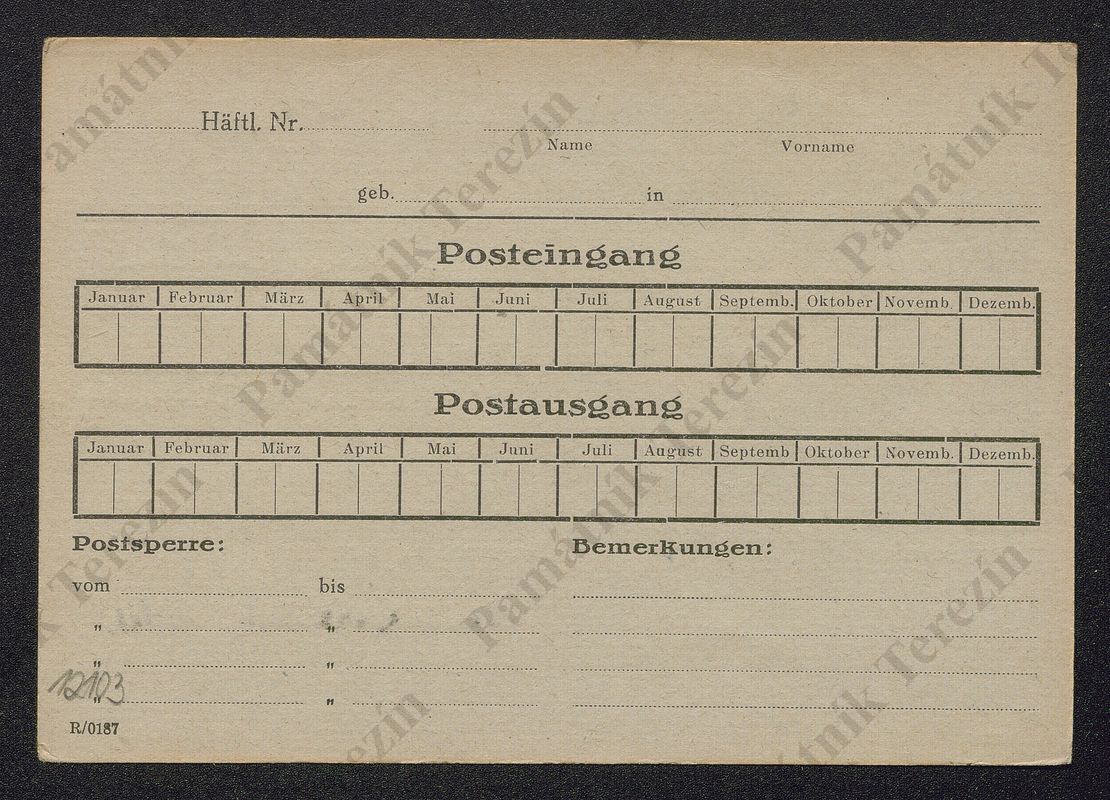 Häftl. Nr.
Name Vorname
geb. in
Posteingang
Januar Februar März April Mai Juni Juli August Septemb. Oktober Novemb. Dezemb.
Postausgang
Januar Februar März April Mai Juni Juli August Septemb Oktober Novemb. Dezemb.
Postsperre: Bemerkungen:
vom bis
" "
" "
" "
12103
R/0187
Památník Terezín